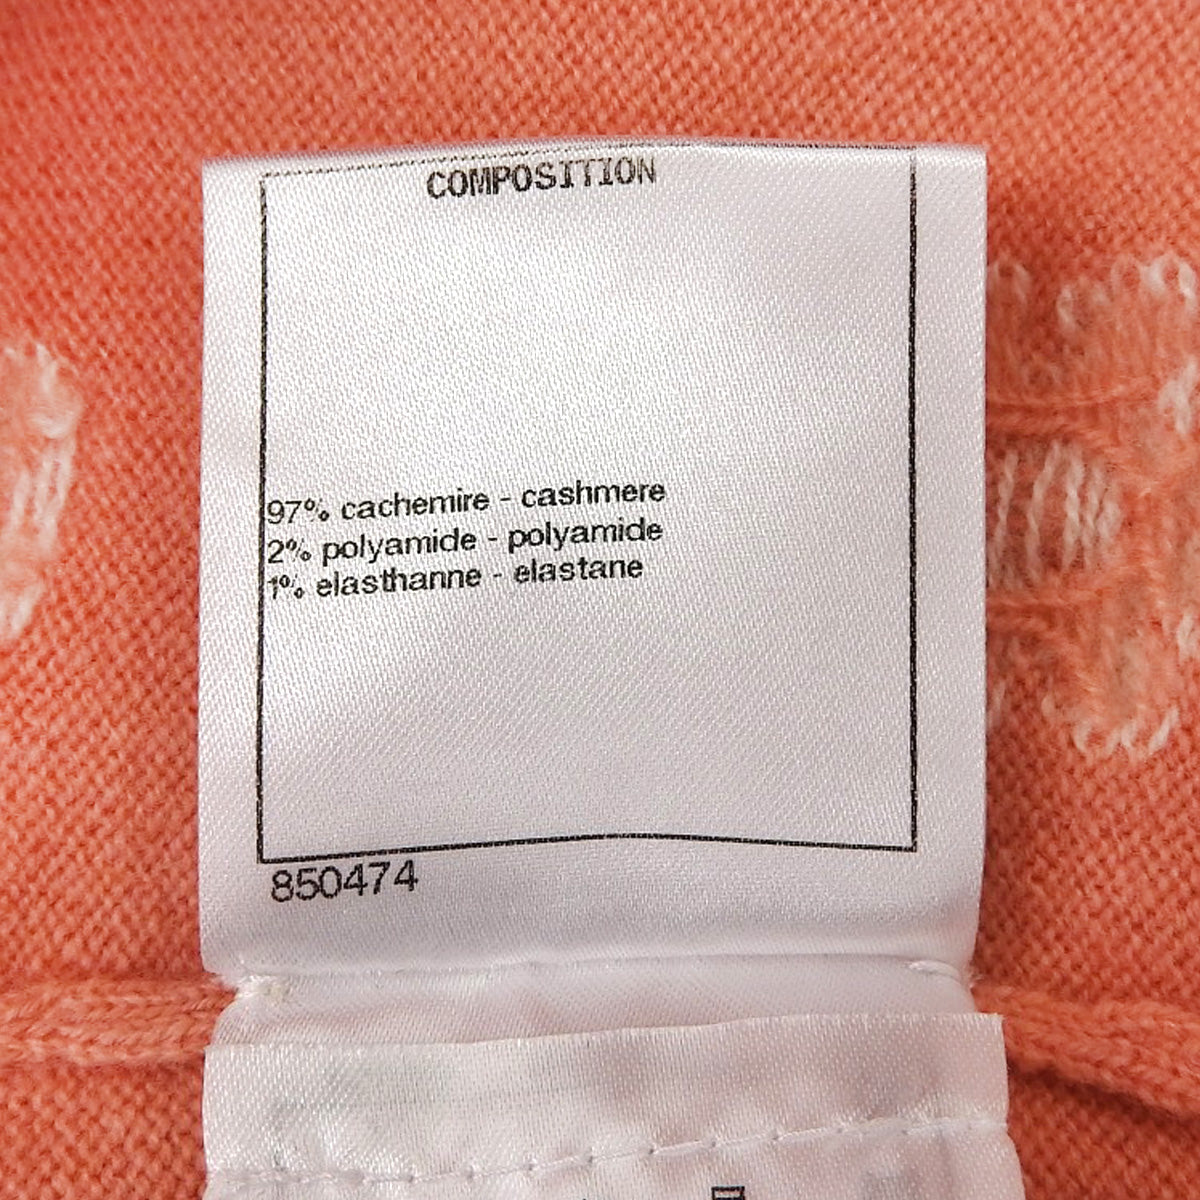 COMPOSITION
97% cachemire - cashmere
2% polyamide - polyamide
1% elasthanne - elastane
850474